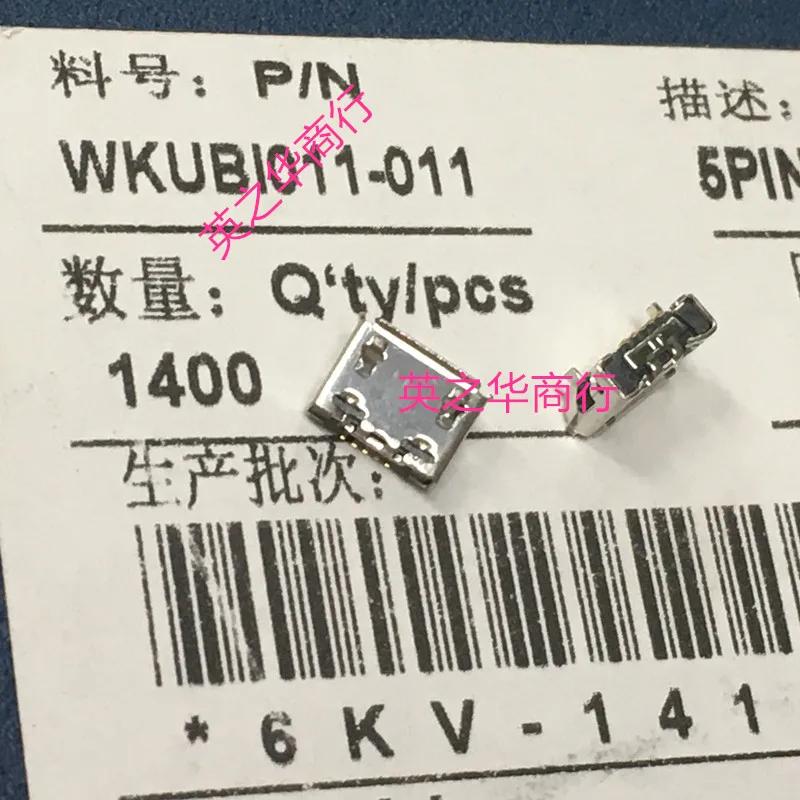 料号: P/N
描述:
WKUBI011-011
5PIN
英之华商行
数量: Q'ty/pcs
1400
英之华商行
生产批次:
*6KV-141